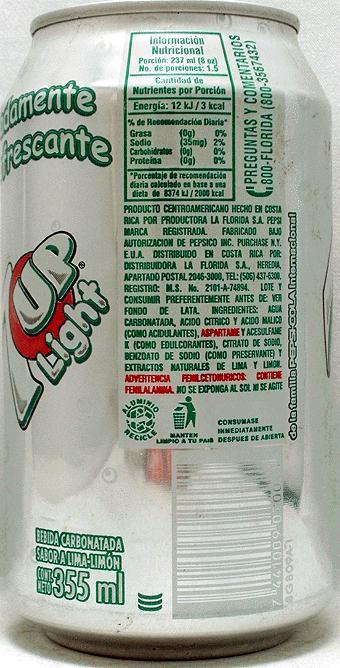 damente
frescante
UP
Light
Información
Nutricional
Porción: 237 ml (8 oz)
No. de porciones: 1.5
Cantidad de
Nutrientes por Porción
Energía: 12 kJ / 3 kcal
% de Recomendación Diaria*
Grasa (0g) 0%
Sodio (35mg) 2%
Carbohidratos (0g) 0%
Proteína (0g) 0%
*Porcentaje de recomendación
diaria calculado en base a una
dieta de 8374 kJ / 2000 kcal
¿PREGUNTAS Y COMENTARIOS
PRODUCTO CENTROAMERICANO HECHO EN COSTA
RICA POR PRODUCTORA LA FLORIDA S.A. PEPSI
MARCA REGISTRADA. FABRICADO BAJO
AUTORIZACION DE PEPSICO INC. PURCHASE N.Y.
E.U.A. DISTRIBUIDO EN COSTA RICA POR:
DISTRIBUIDORA LA FLORIDA S.A., HEREDIA.
APARTADO POSTAL 2046-3000, TEL: (506) 437-6300.
REGISTRO: M.S. No. 2101-A-74894. LOTE Y
CONSUMIR PREFERENTEMENTE ANTES DE: VER
FONDO DE LATA. INGREDIENTES: AGUA
CARBONATADA, ACIDO CITRICO Y ACIDO MALICO
(COMO ACIDULANTES), ASPARTAME Y ACESULFAME
K (COMO EDULCORANTES), CITRATO DE SODIO,
BENZOATO DE SODIO (COMO PRESERVANTE) Y
EXTRACTOS NATURALES DE LIMA Y LIMON.
ADVERTENCIA FENILCETONURICOS: CONTIENE
FENILALANINA. NO SE EXPONGA AL SOL NI SE AGITE
de la familia PEPSI-COLA Internacional
ALUMINIO
RECICLE
MANTEN
LIMPIO A TU PAIS
CONSUMASE
INMEDIATAMENTE
DESPUES DE ABIERTA
BEBIDA CARBONATADA
SABOR A LIMA-LIMÓN
CONT.
NETO 355 ml